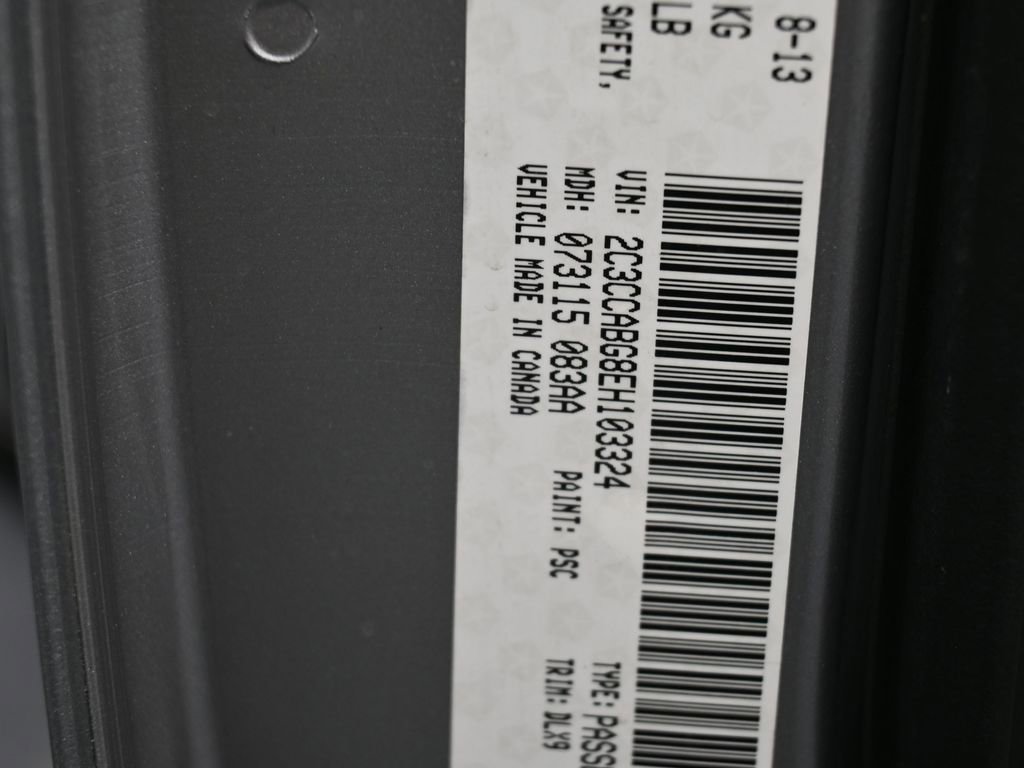 8-13
KG
LB
SAFETY,
VIN: 2C3CCABG8EH103324
TYPE:
MDH: 073115 083AA PAINT: PSC
TRIM: DLX9
VEHICLE MADE IN CANADA